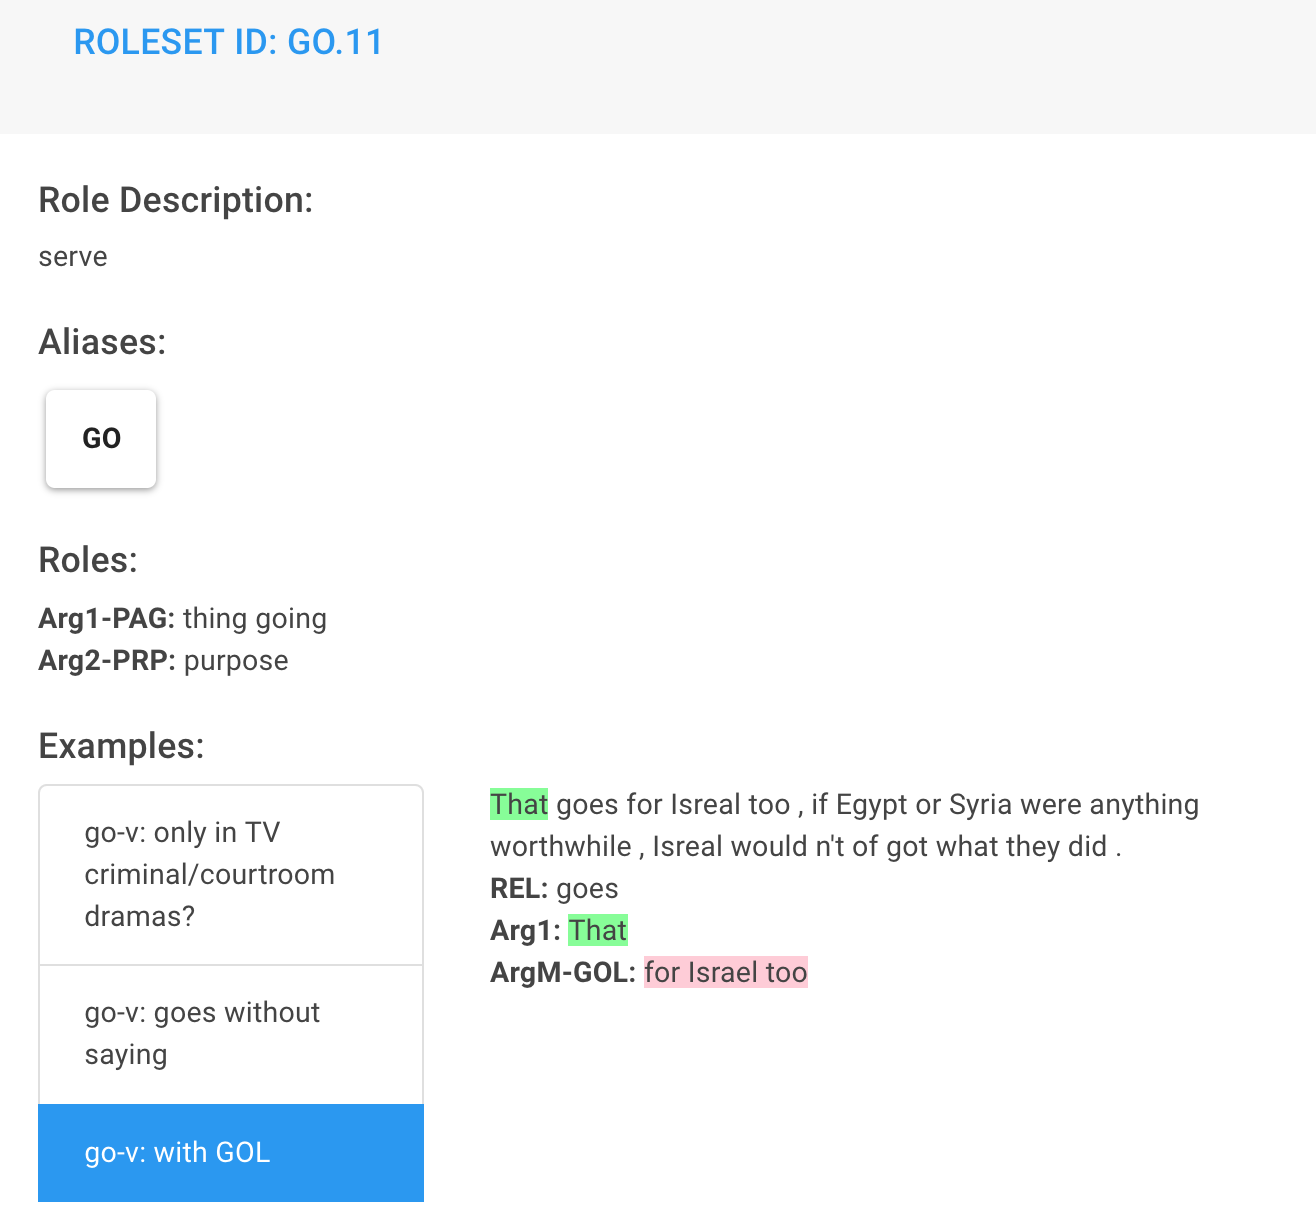 ROLESET ID: GO.11
Role Description:
serve
Aliases:
GO
Roles:
Arg1-PAG: thing going
Arg2-PRP: purpose
Examples:
go-v: only in TV
criminal/courtroom
dramas?
go-v: goes without
saying
go-v: with GOL
That goes for Isreal too , if Egypt or Syria were anything
worthwhile , Isreal would n't of got what they did .
REL: goes
Arg1: That
ArgM-GOL: for Israel too